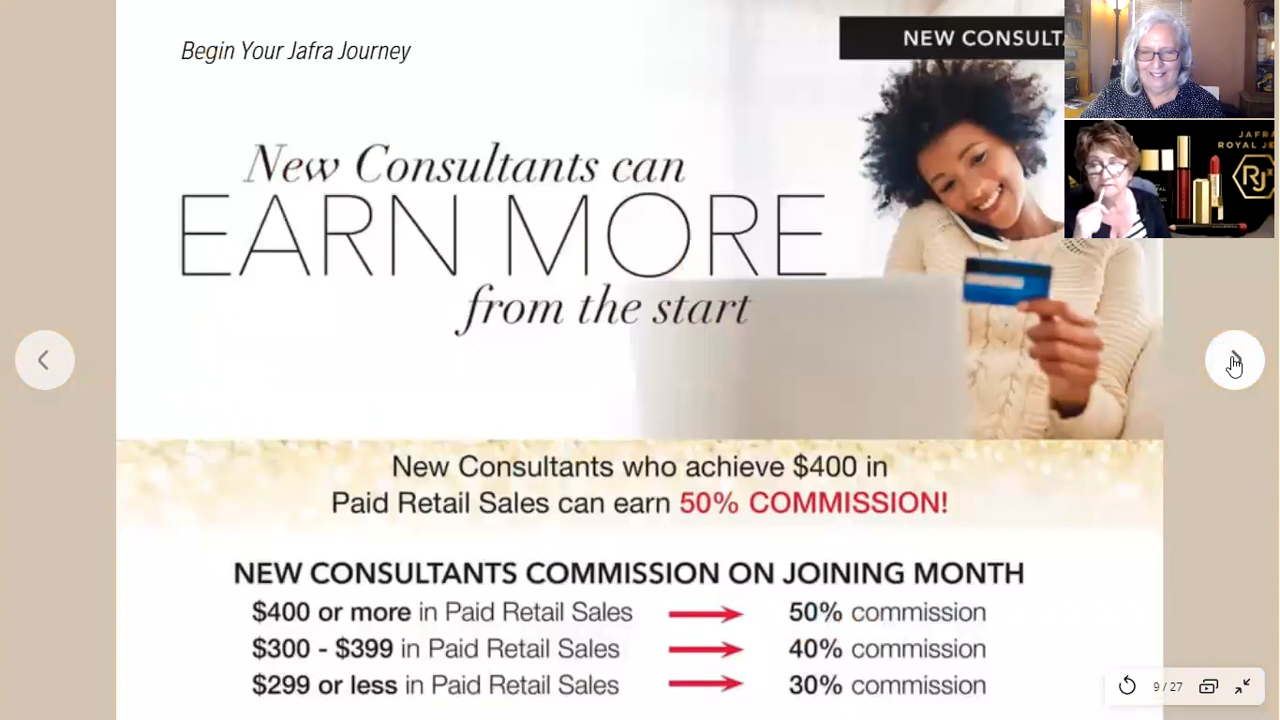 Begin Your Jafra Journey
NEW CONSULTA
New Consultants can
EARN MORE
from the start
JAFRA
ROYAL JE
RJ
New Consultants who achieve $400 in
Paid Retail Sales can earn 50% COMMISSION!
NEW CONSULTANTS COMMISSION ON JOINING MONTH
$400 or more in Paid Retail Sales 50% commission
$300 - $399 in Paid Retail Sales 40% commission
$299 or less in Paid Retail Sales 30% commission
9 / 27